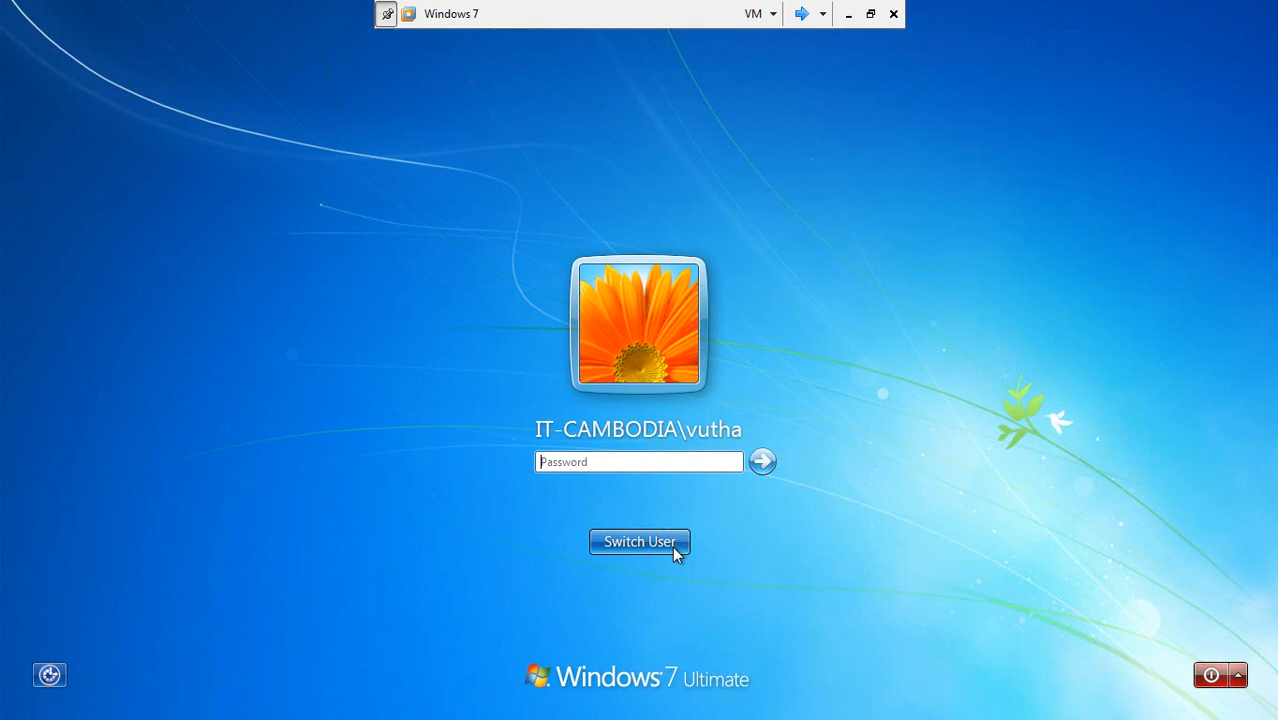 Windows 7
VM
IT-CAMBODIA\vutha
Password
Switch User
Windows 7 Ultimate